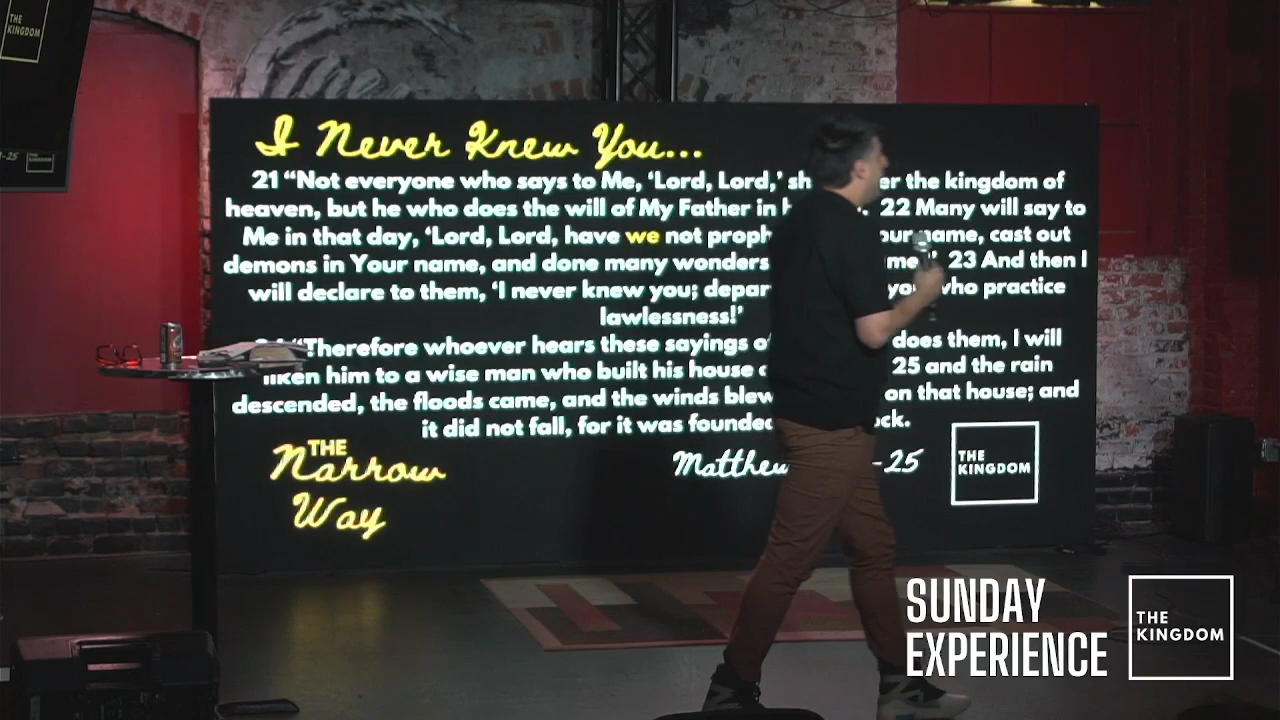 THE
KINGDOM
-25
I Never Knew You...
21 “Not everyone who says to Me, ‘Lord, Lord,’ sh er the kingdom of
heaven, but he who does the will of My Father in h 22 Many will say to
Me in that day, ‘Lord, Lord, have we not proph our name, cast out
demons in Your name, and done many wonders me?’ 23 And then I
will declare to them, ‘I never knew you; depar you who practice
lawlessness!’
“Therefore whoever hears these sayings o does them, I will
liken him to a wise man who built his house 25 and the rain
descended, the floods came, and the winds blew on that house; and
it did not fall, for it was founded ock.
THE
Narrow
Way
Matthew -25
THE
KINGDOM
SUNDAY
EXPERIENCE
THE
KINGDOM